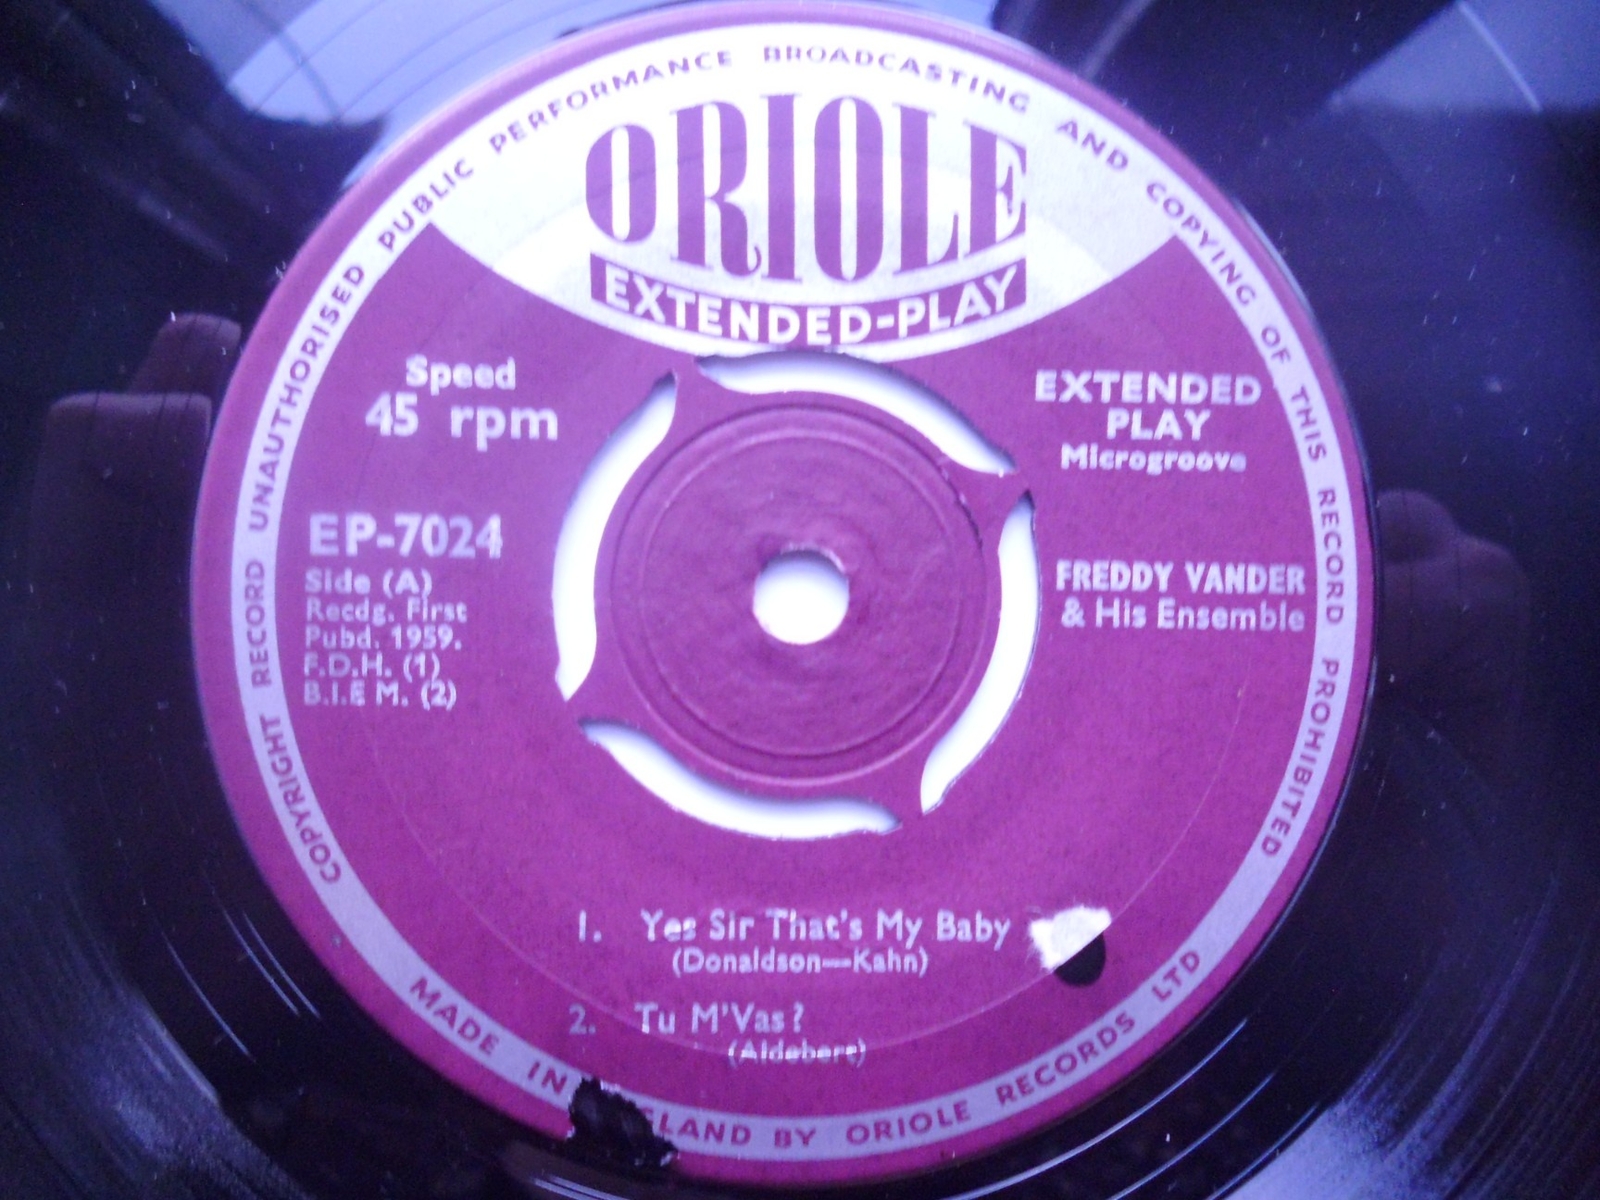 COPYRIGHT RECORD UNAUTHORISED PUBLIC PERFORMANCE BROADCASTING AND COPYING OF THIS RECORD PROHIBITED
ORIOLE
EXTENDED-PLAY
Speed
45 rpm
EXTENDED
PLAY
Microgroove
EP-7024
Side (A)
Recdg. First
Pubd. 1959.
F.D.H. (1)
B.I.E M. (2)
FREDDY VANDER
& His Ensemble
1. Yes Sir That's My Baby
(Donaldson—Kahn)
2. Tu M'Vas?
(Aldebert)
MADE IN GLAND BY ORIOLE RECORDS LTD